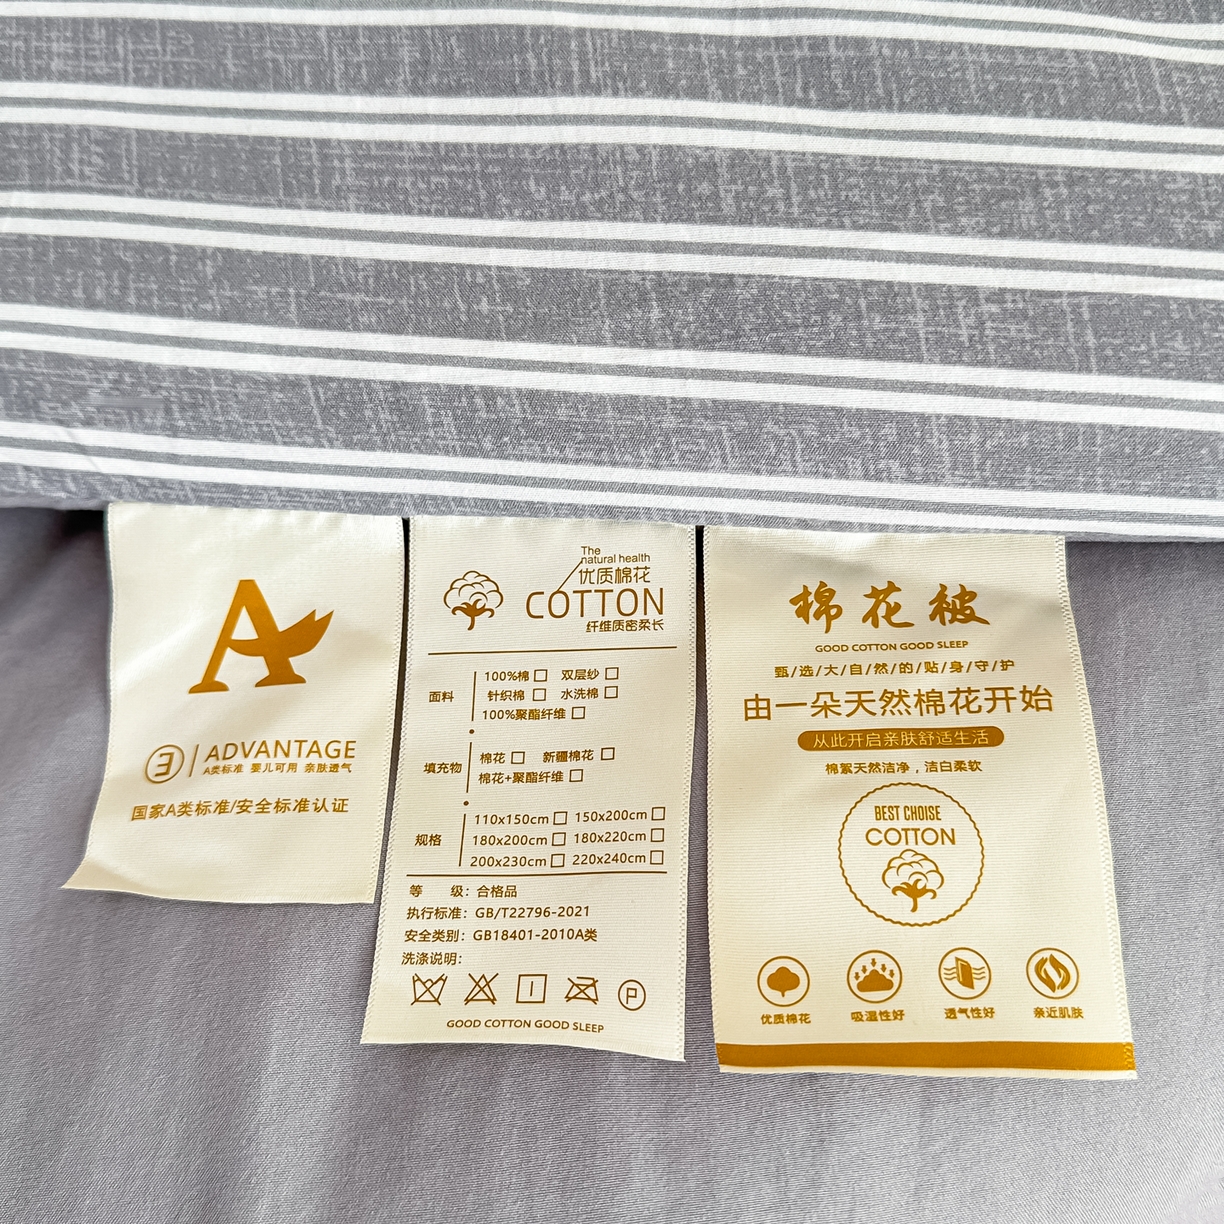 A
ADVANTAGE
A类标准 婴儿可用 亲肤透气
国家A类标准/安全标准认证
The
natural health
优质棉花
COTTON
纤维质密柔长
面料
100%棉 双层纱
针织棉 水洗棉
100%聚酯纤维
填充物
棉花 新疆棉花
棉花+聚酯纤维
规格
110x150cm 150x200cm
180x200cm 180x220cm
200x230cm 220x240cm
等 级：合格品
执行标准：GB/T22796-2021
安全类别：GB18401-2010A类
洗涤说明：
P
GOOD COTTON GOOD SLEEP
棉花被
GOOD COTTON GOOD SLEEP
甄/选/大/自/然/的/贴/身/守/护
由一朵天然棉花开始
从此开启亲肤舒适生活
棉絮天然洁净，洁白柔软
BEST CHOISE
COTTON
优质棉花 吸湿性好 透气性好 亲近肌肤